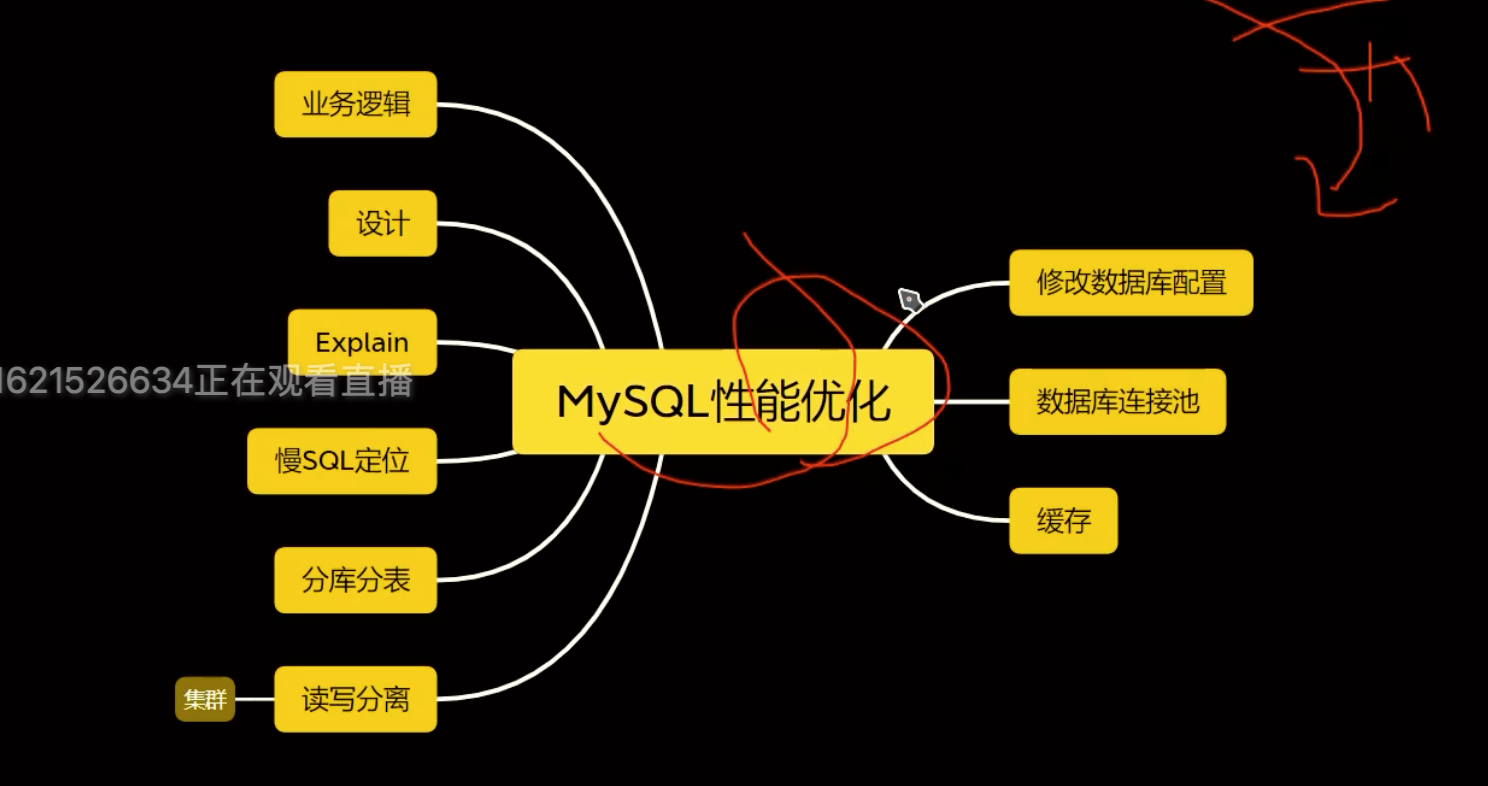 业务逻辑
设计
Explain
1621526634正在观看直播
慢SQL定位
分库分表
集群
读写分离
MySQL性能优化
修改数据库配置
数据库连接池
缓存